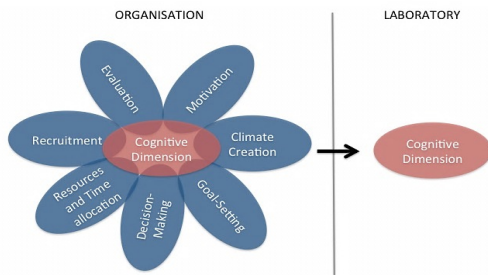 ORGANISATION
LABORATORY
Evaluation
Motivation
Recruitment
Cognitive
Dimension
Climate
Creation
Cognitive
Dimension
Resources
and Time
allocation
Decision-
Making
Goal-Setting